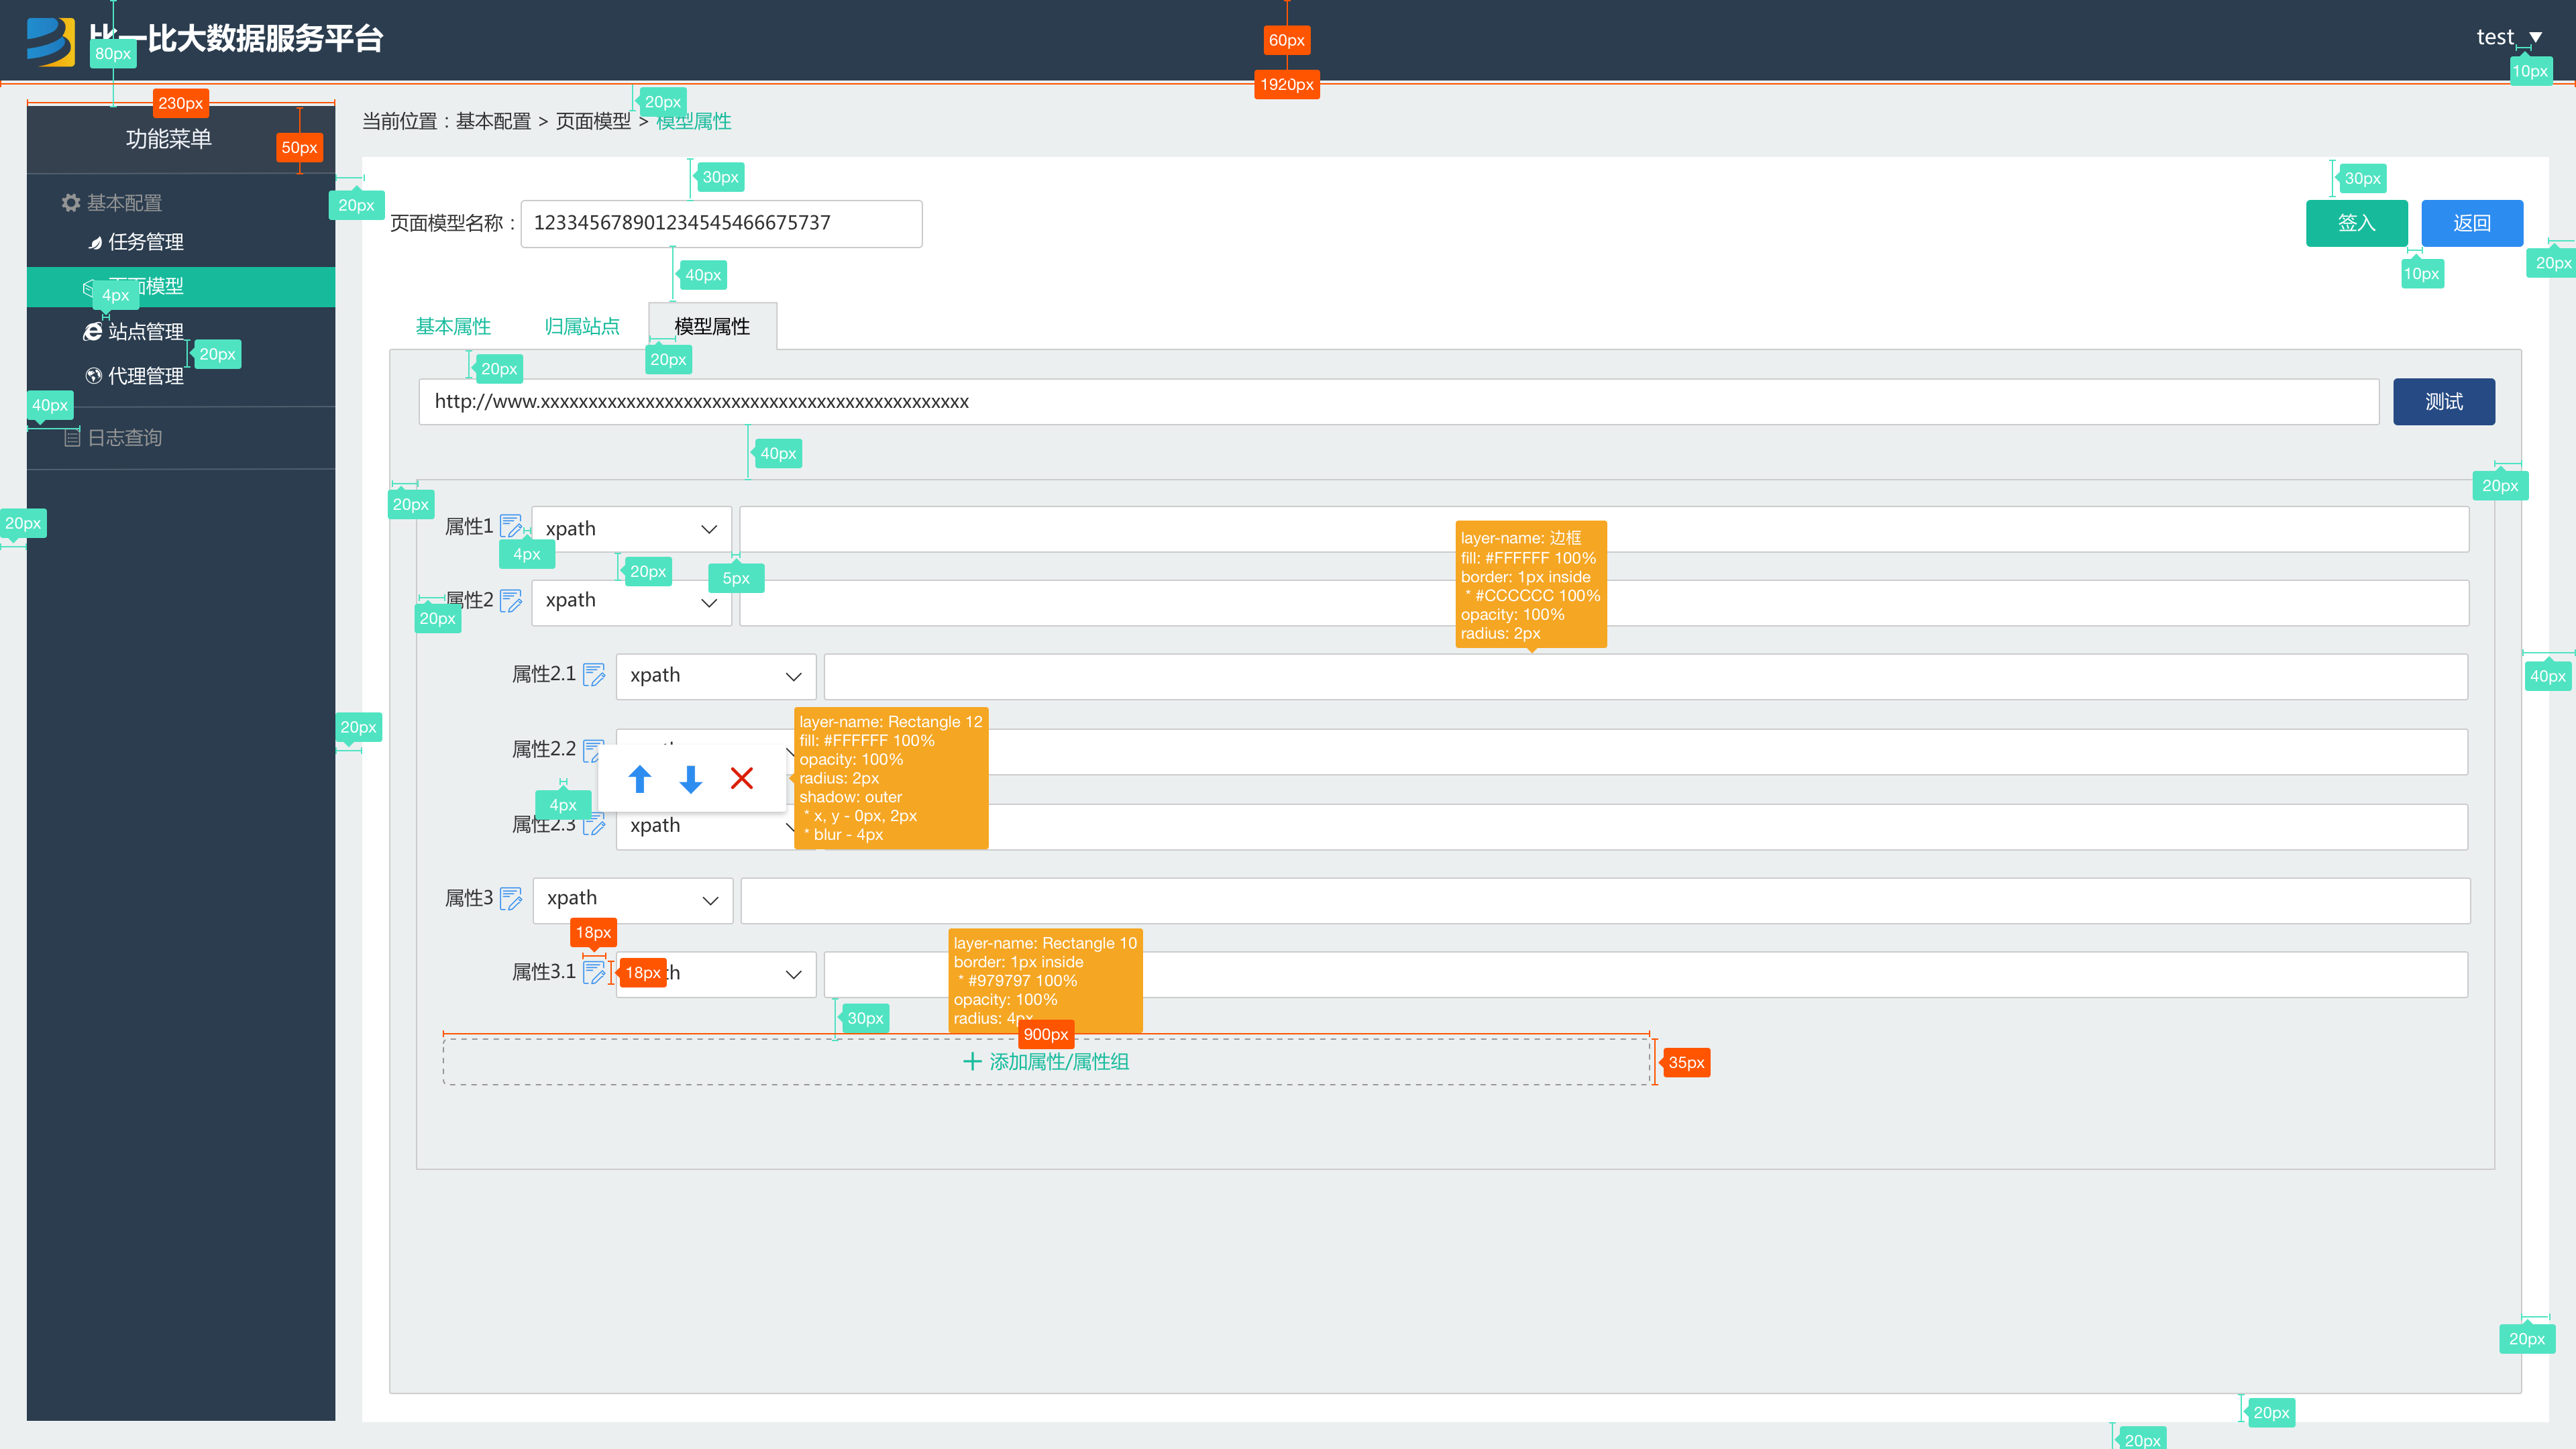 比一比大数据服务平台
80px
60px
1920px
test
10px
230px
功能菜单
50px
20px
当前位置：基本配置 > 页面模型 > 模型属性
基本配置
任务管理
页面模型
4px
站点管理
20px
代理管理
40px
日志查询
20px
20px
20px
30px
页面模型名称：
123345678901234545466675737
40px
30px
签入
返回
10px
20px
基本属性
归属站点
模型属性
20px
20px
http://www.xxxxxxxxxxxxxxxxxxxxxxxxxxxxxxxxxxxxxxxxxxxxx
测试
40px
20px
20px
属性1
xpath
4px
20px
5px
layer-name: 边框
fill: #FFFFFF 100%
border: 1px inside
* #CCCCCC 100%
opacity: 100%
radius: 2px
属性2
xpath
20px
属性2.1
xpath
40px
属性2.2
layer-name: Rectangle 12
fill: #FFFFFF 100%
opacity: 100%
radius: 2px
shadow: outer
* x, y - 0px, 2px
* blur - 4px
4px
属性2.3
xpath
属性3
xpath
18px
属性3.1
18px
th
layer-name: Rectangle 10
border: 1px inside
* #979797 100%
opacity: 100%
radius: 4px
30px
900px
添加属性/属性组
35px
20px
20px
20px